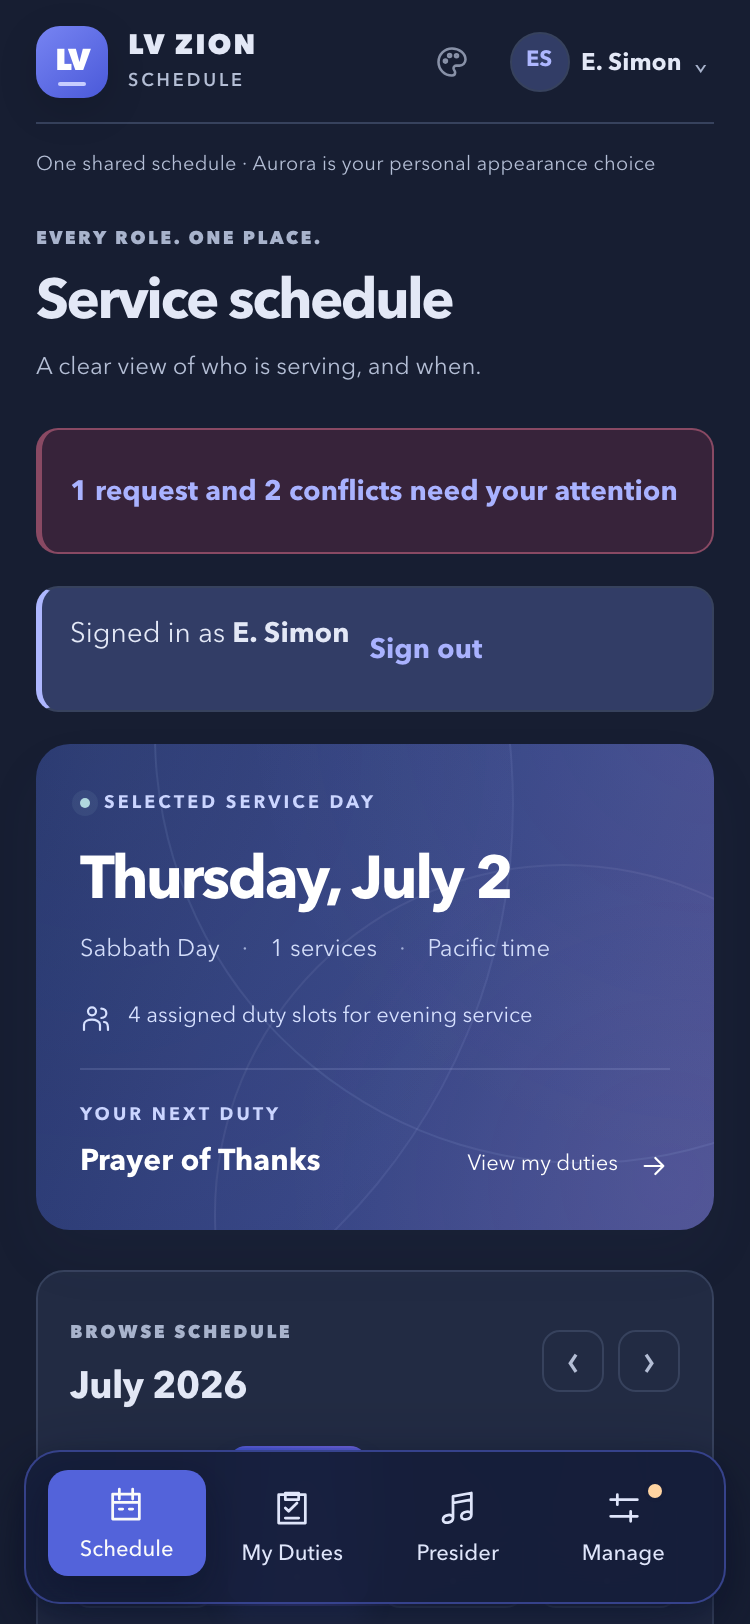 LV
LV ZION
SCHEDULE
ES
E. Simon
One shared schedule · Aurora is your personal appearance choice
EVERY ROLE. ONE PLACE.
Service schedule
A clear view of who is serving, and when.
1 request and 2 conflicts need your attention
Signed in as E. Simon
Sign out
SELECTED SERVICE DAY
Thursday, July 2
Sabbath Day · 1 services · Pacific time
4 assigned duty slots for evening service
YOUR NEXT DUTY
Prayer of Thanks
View my duties →
BROWSE SCHEDULE
July 2026
‹ ›
Schedule
My Duties
Presider
Manage